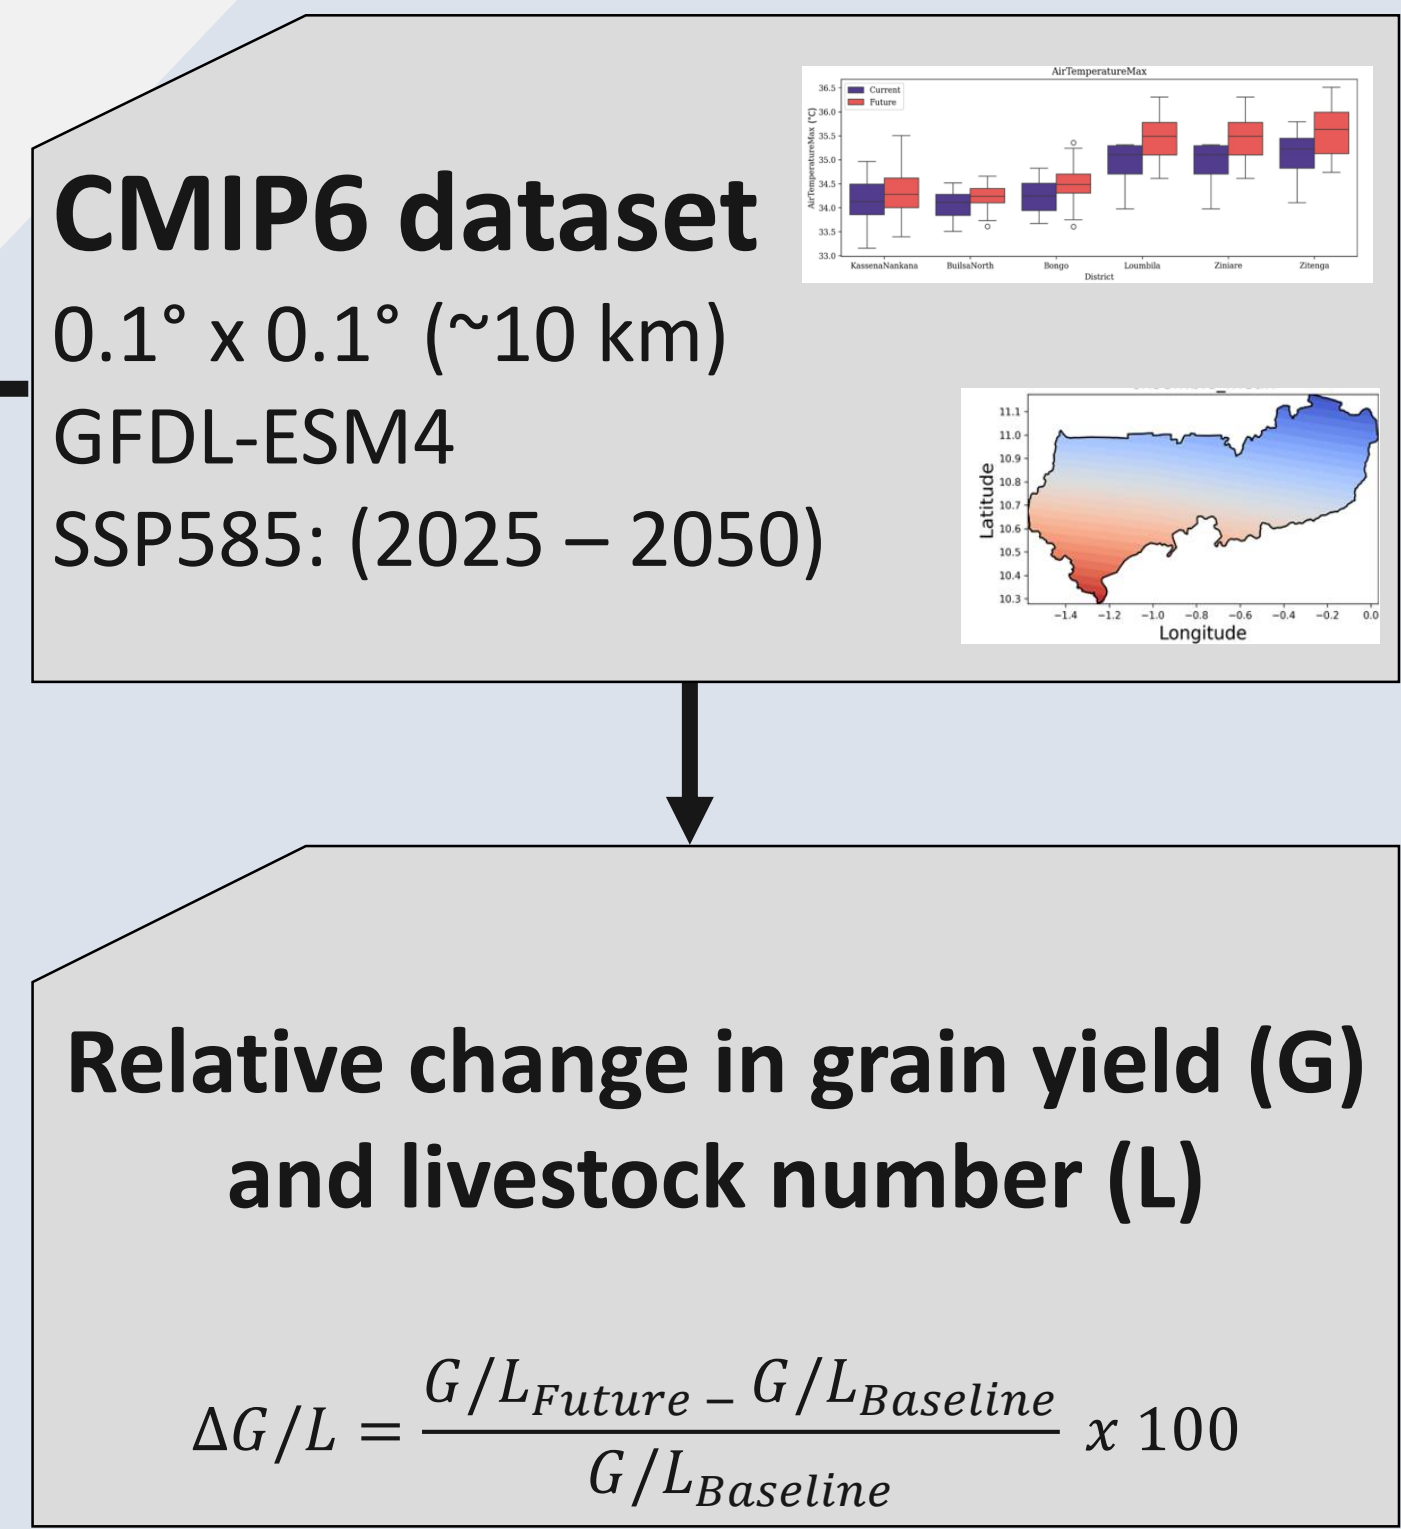 CMIP6 dataset
0.1° x 0.1° (~10 km)
GFDL-ESM4
SSP585: (2025 – 2050)
AirTemperatureMax
Current
Future
AirTemperatureMax (°C)
36.5
36.0
35.5
35.0
34.5
34.0
33.5
33.0
KassenaNankana BuilsaNorth Bongo Loumbila Ziniare Zitenga
District
Latitude
11.1
11.0
10.9
10.8
10.7
10.6
10.5
10.4
10.3
−1.4 −1.2 −1.0 −0.8 −0.6 −0.4 −0.2 0.0
Longitude
Relative change in grain yield (G)
and livestock number (L)
ΔG/L = (G/L_Future – G/L_Baseline) / G/L_Baseline x 100